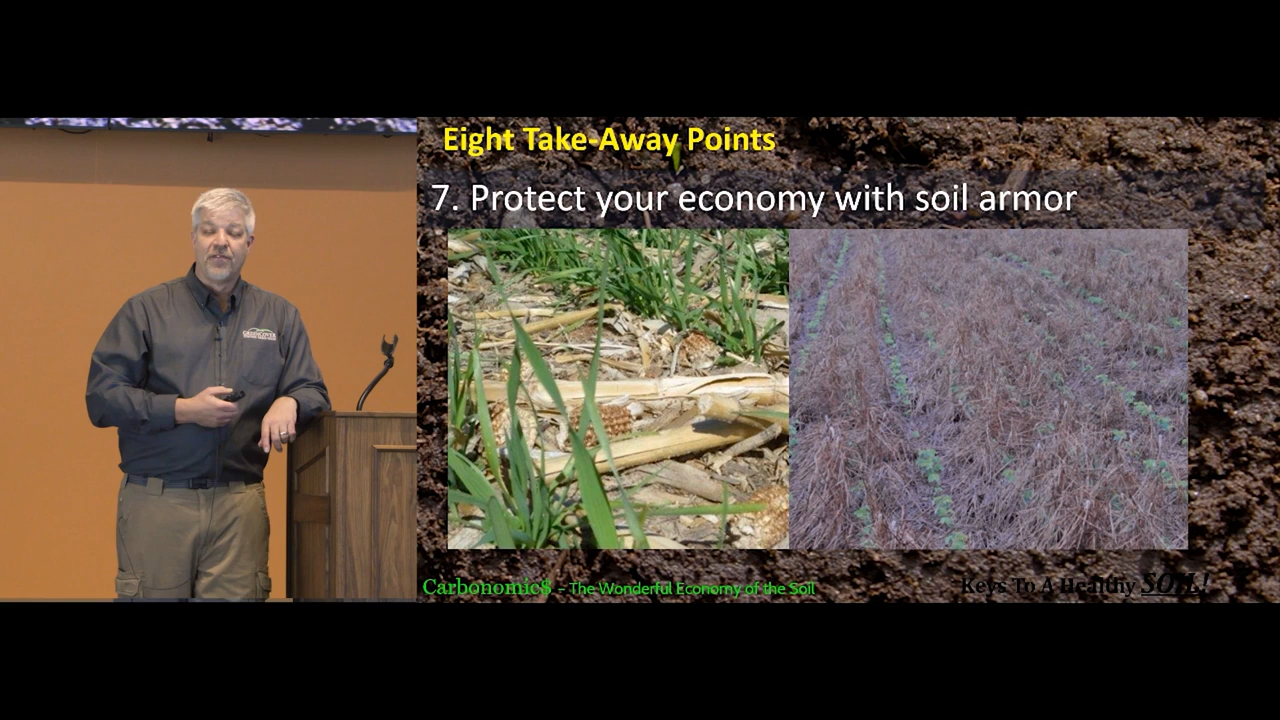 Eight Take-Away Points
7. Protect your economy with soil armor
GREENCOVER
Carbonomic$ – The Wonderful Economy of the Soil
Keys To A Healthy SOIL!